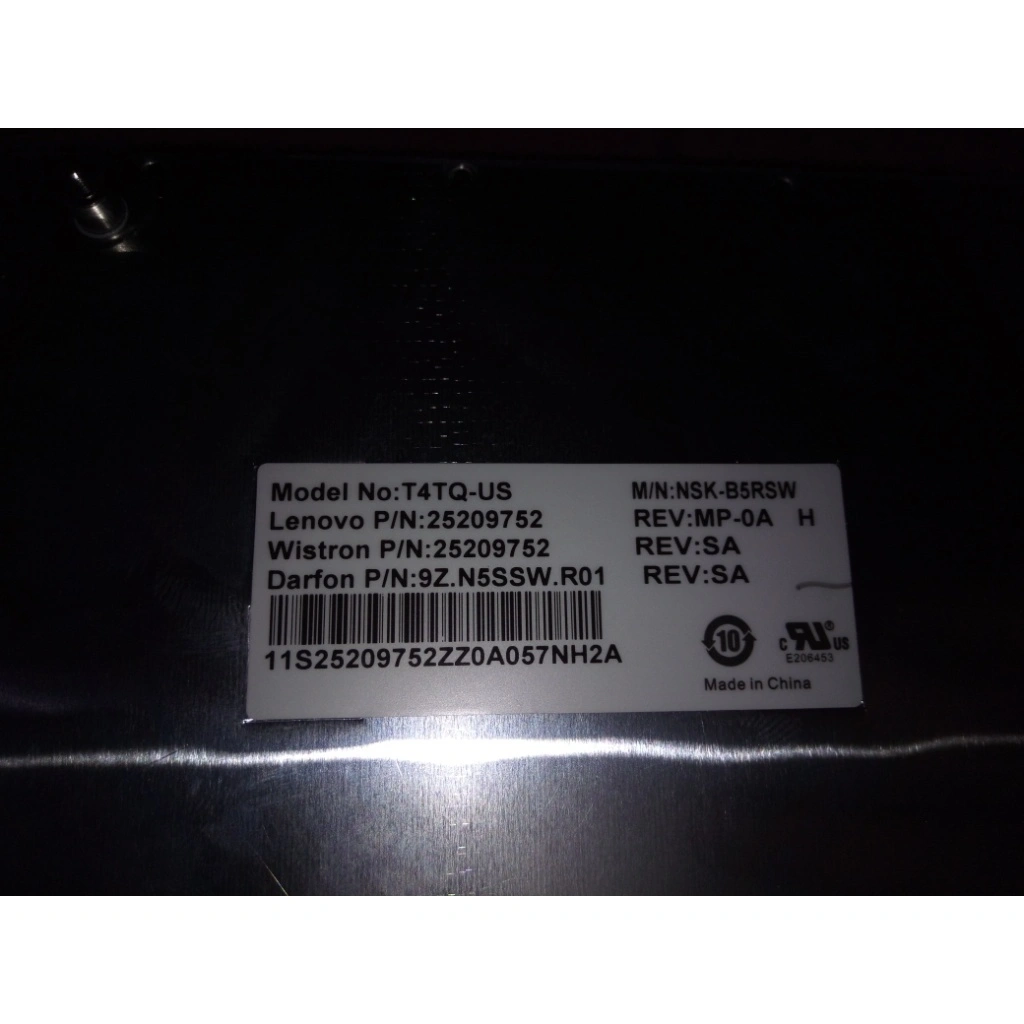 Model No:T4TQ-US M/N:NSK-B5RSW
Lenovo P/N:25209752 REV:MP-0A H
Wistron P/N:25209752 REV:SA
Darfon P/N:9Z.N5SSW.R01 REV:SA
11S25209752ZZ0A057NH2A
10
c RU® US
E206453
Made in China